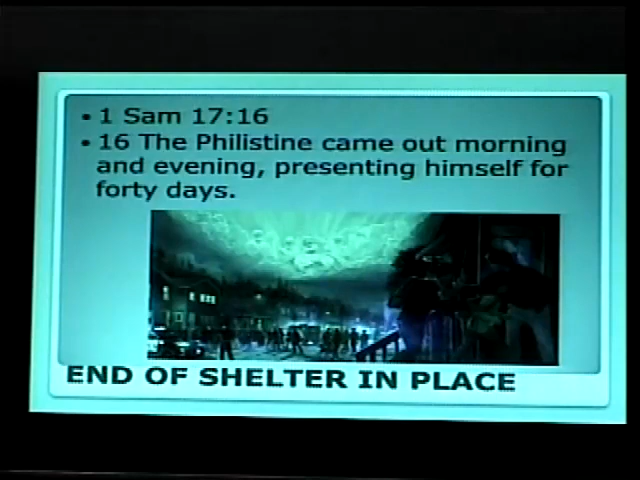 • 1 Sam 17:16
• 16 The Philistine came out morning
and evening, presenting himself for
forty days.
END OF SHELTER IN PLACE